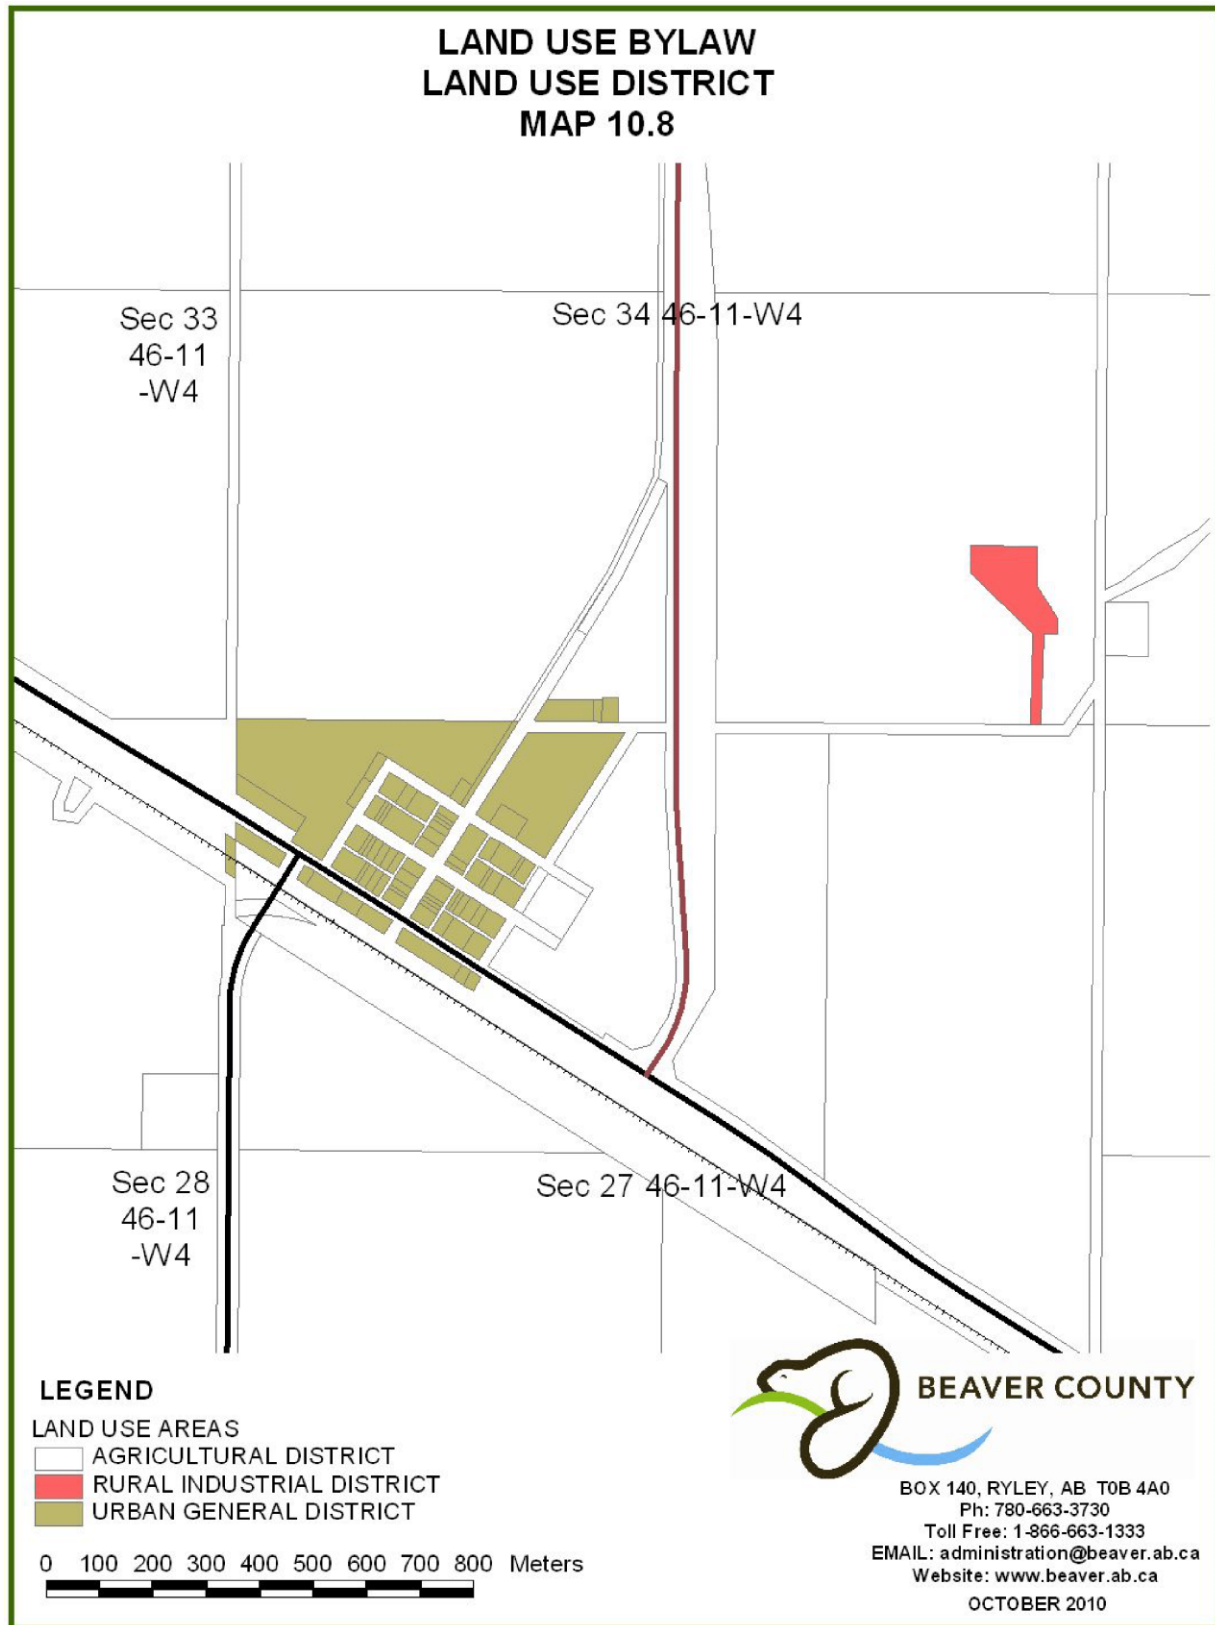 LAND USE BYLAW
LAND USE DISTRICT
MAP 10.8
Sec 33
46-11
-W4
Sec 34 46-11-W4
Sec 28
46-11
-W4
Sec 27 46-11-W4
LEGEND
LAND USE AREAS
AGRICULTURAL DISTRICT
RURAL INDUSTRIAL DISTRICT
URBAN GENERAL DISTRICT
0 100 200 300 400 500 600 700 800 Meters
BEAVER COUNTY
BOX 140, RYLEY, AB T0B 4A0
Ph: 780-663-3730
Toll Free: 1-866-663-1333
EMAIL: administration@beaver.ab.ca
Website: www.beaver.ab.ca
OCTOBER 2010